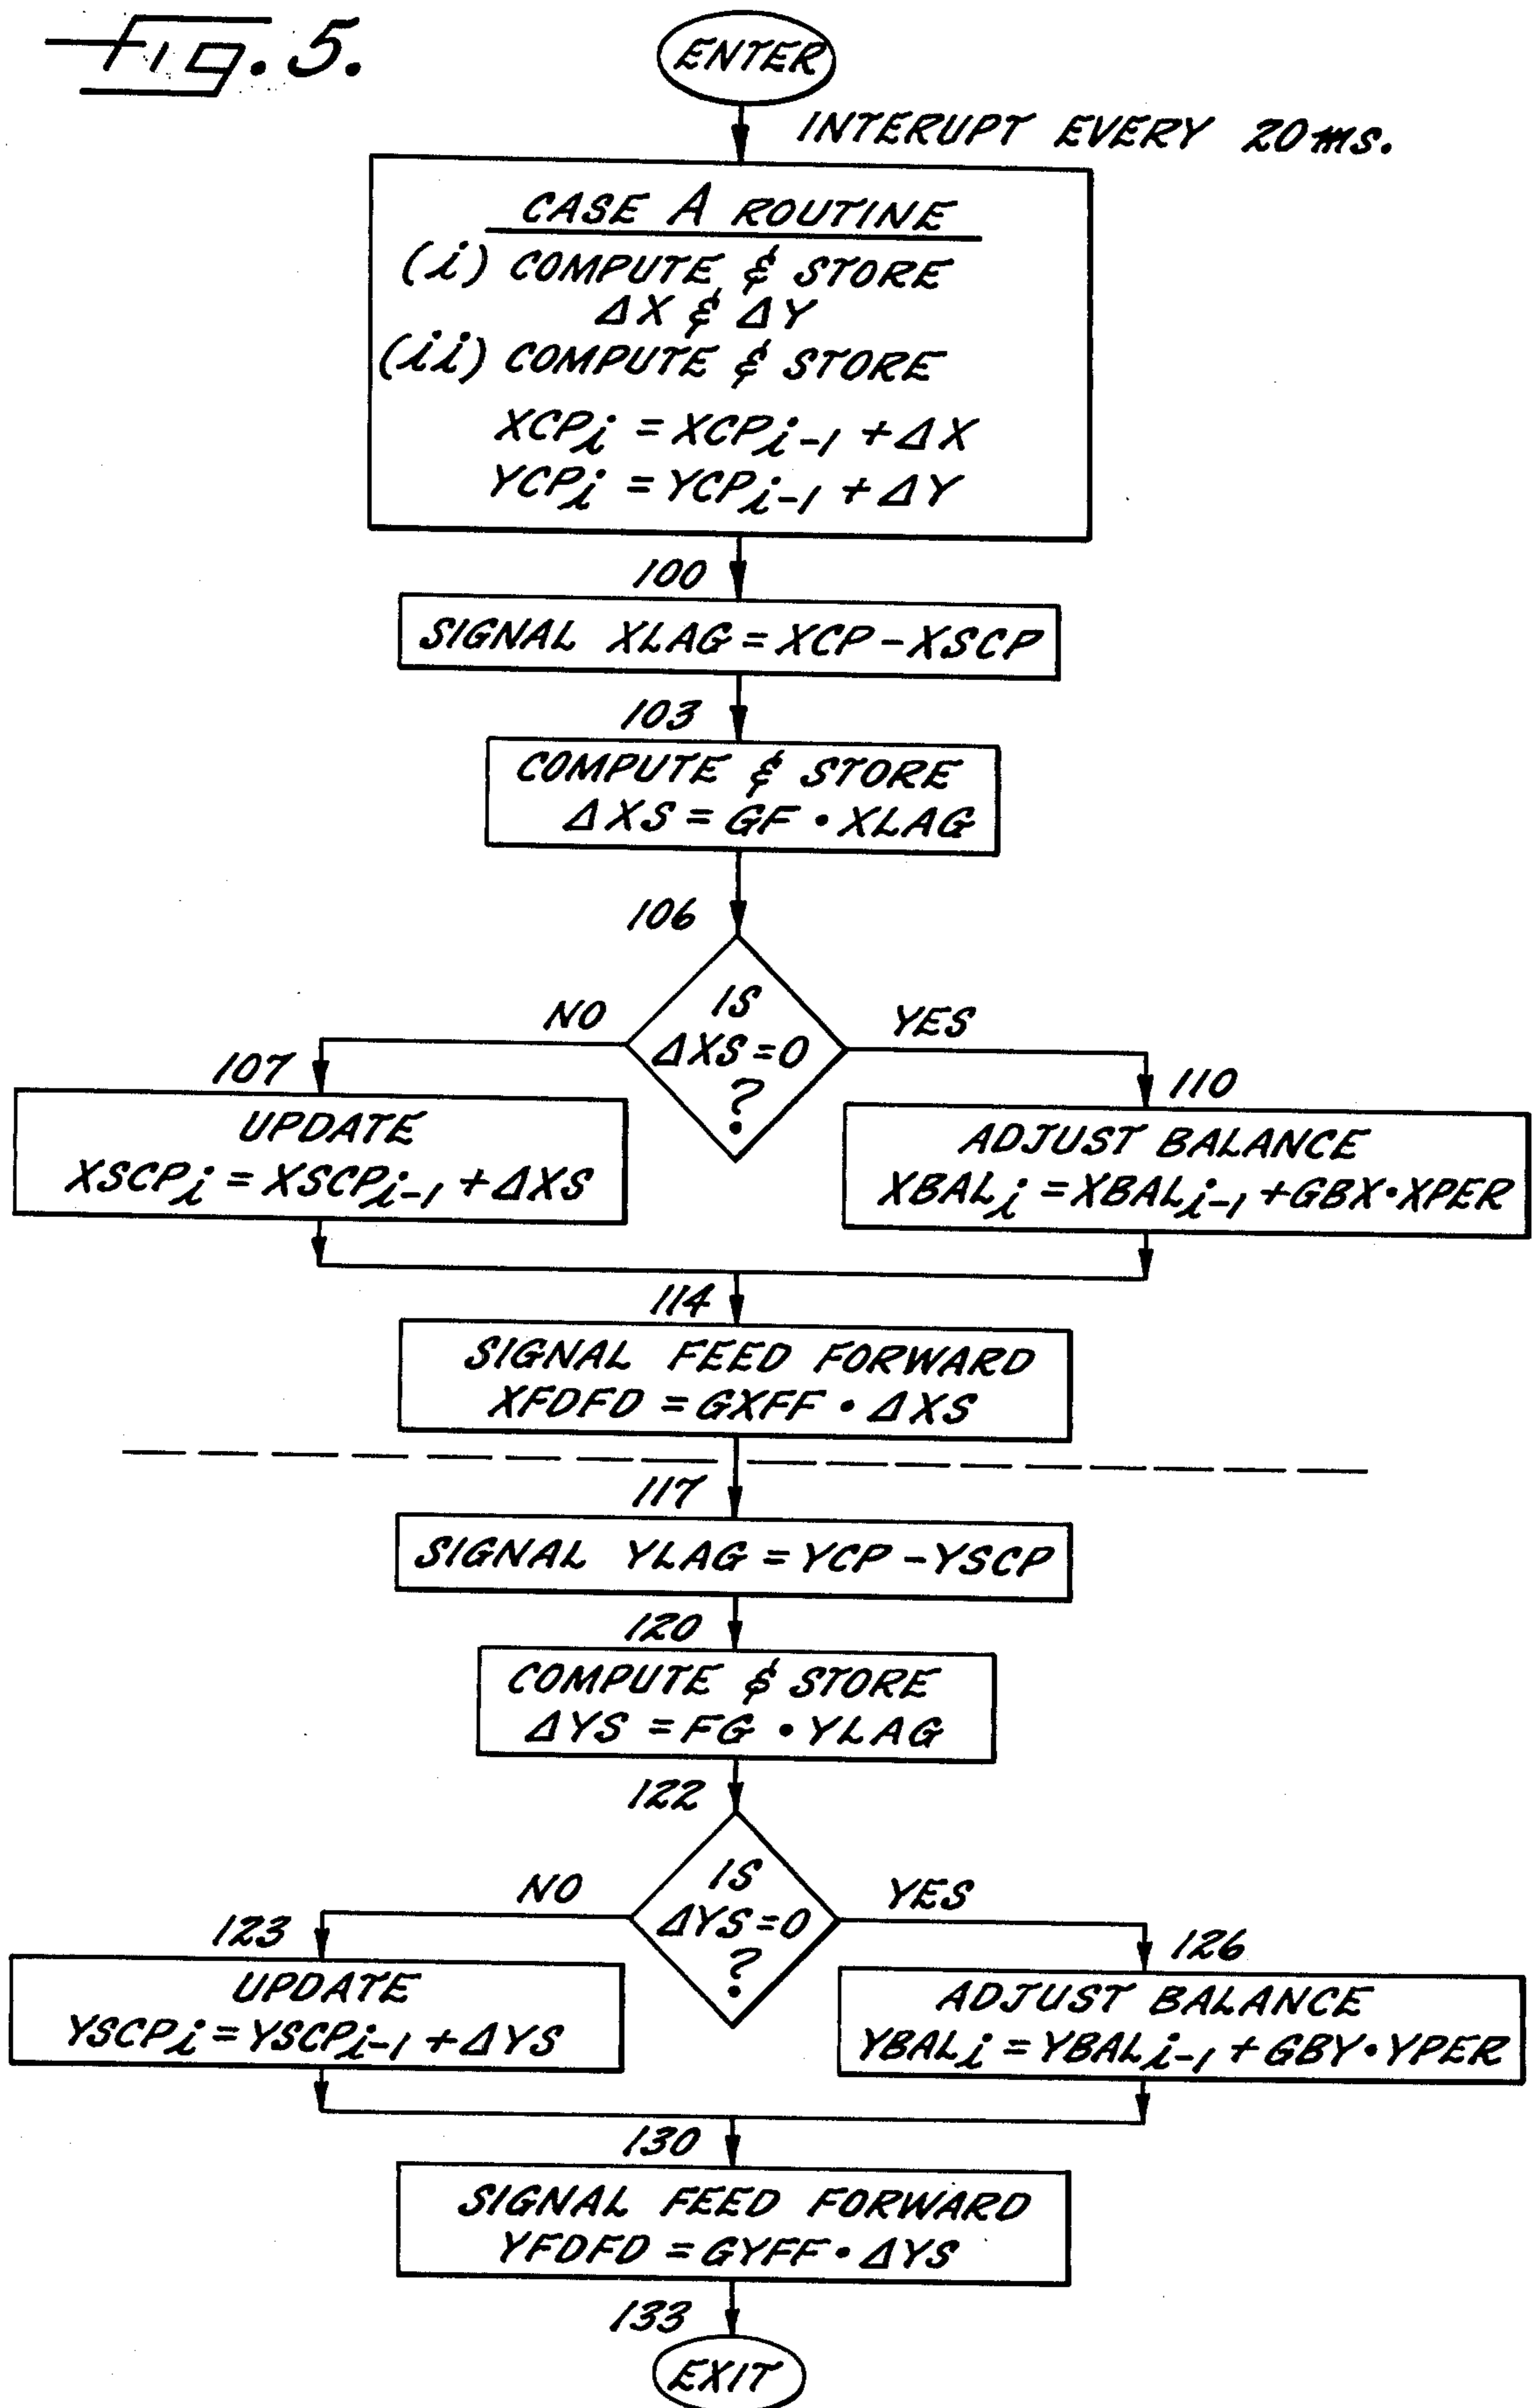 Fig. 5.
ENTER
INTERUPT EVERY 20 ms.
CASE A ROUTINE
(i) COMPUTE & STORE
ΔX & ΔY
(ii) COMPUTE & STORE
XCPi = XCPi-1 + ΔX
YCPi = YCPi-1 + ΔY
100
SIGNAL XLAG = XCP - XSCP
103
COMPUTE & STORE
ΔXS = GF • XLAG
106
IS
ΔXS = 0
?
NO
YES
107
UPDATE
XSCPi = XSCPi-1 + ΔXS
110
ADJUST BALANCE
XBALi = XBALi-1 + GBX • XPER
114
SIGNAL FEED FORWARD
XFDFD = GXFF • ΔXS
117
SIGNAL YLAG = YCP - YSCP
120
COMPUTE & STORE
ΔYS = FG • YLAG
122
IS
ΔYS = 0
?
NO
YES
123
UPDATE
YSCPi = YSCPi-1 + ΔYS
126
ADJUST BALANCE
YBALi = YBALi-1 + GBY • YPER
130
SIGNAL FEED FORWARD
YFDFD = GYFF • ΔYS
133
EXIT